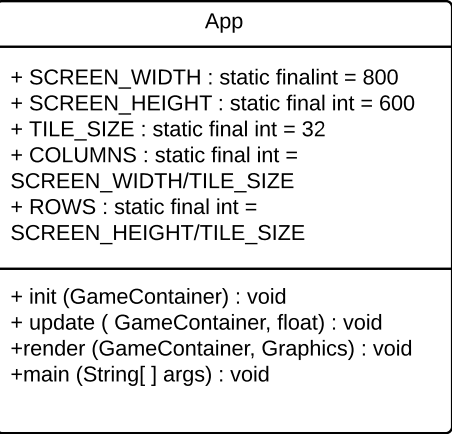 App
+ SCREEN_WIDTH : static finalint = 800
+ SCREEN_HEIGHT : static final int = 600
+ TILE_SIZE : static final int = 32
+ COLUMNS : static final int =
SCREEN_WIDTH/TILE_SIZE
+ ROWS : static final int =
SCREEN_HEIGHT/TILE_SIZE
+ init (GameContainer) : void
+ update ( GameContainer, float) : void
+render (GameContainer, Graphics) : void
+main (String[ ] args) : void